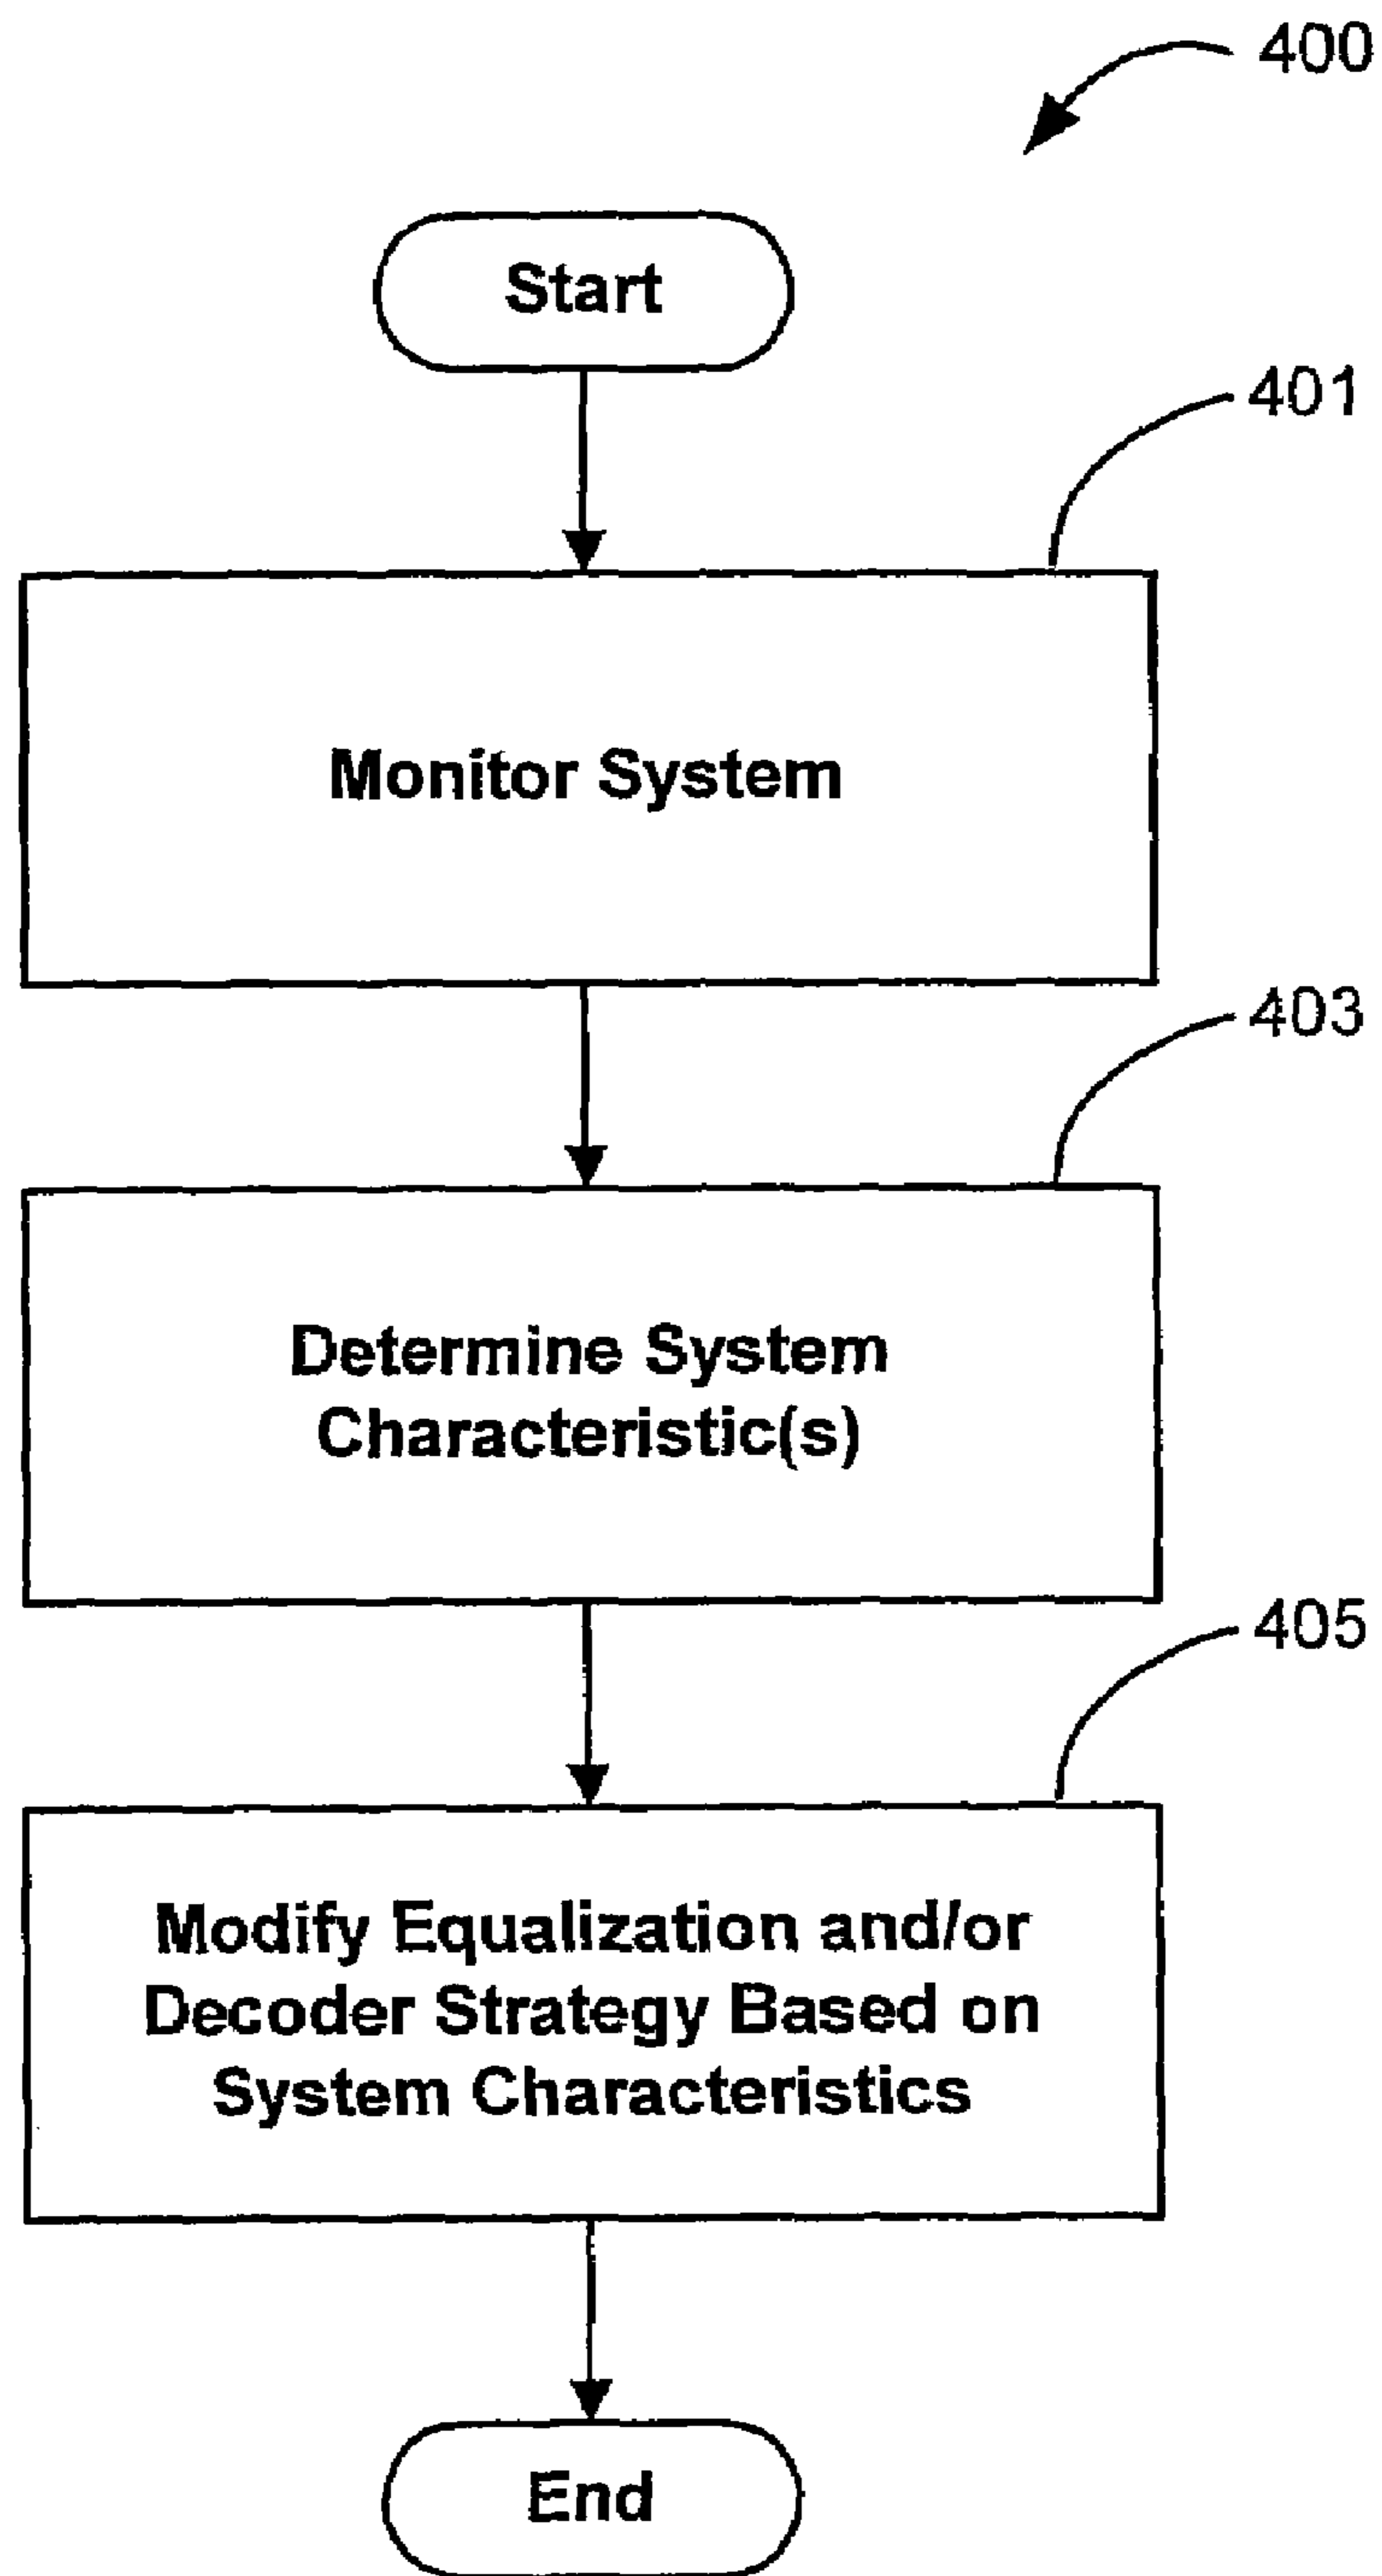 400
Start
401
Monitor System
403
Determine System
Characteristic(s)
405
Modify Equalization and/or
Decoder Strategy Based on
System Characteristics
End